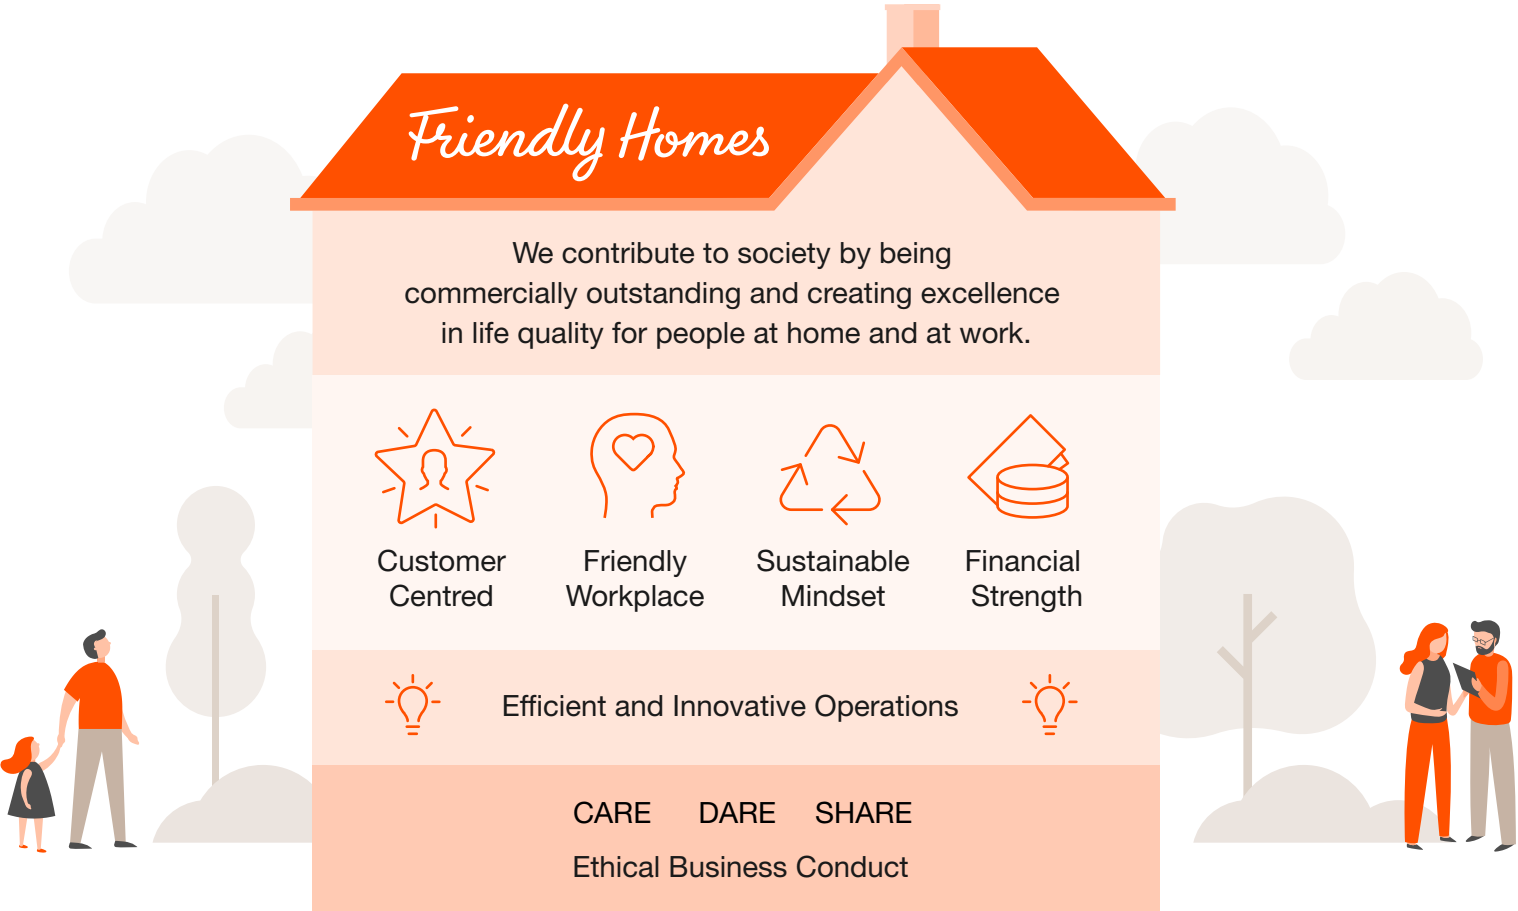 Friendly Homes
We contribute to society by being
commercially outstanding and creating excellence
in life quality for people at home and at work.
Customer
Centred
Friendly
Workplace
Sustainable
Mindset
Financial
Strength
Efficient and Innovative Operations
CARE DARE SHARE
Ethical Business Conduct